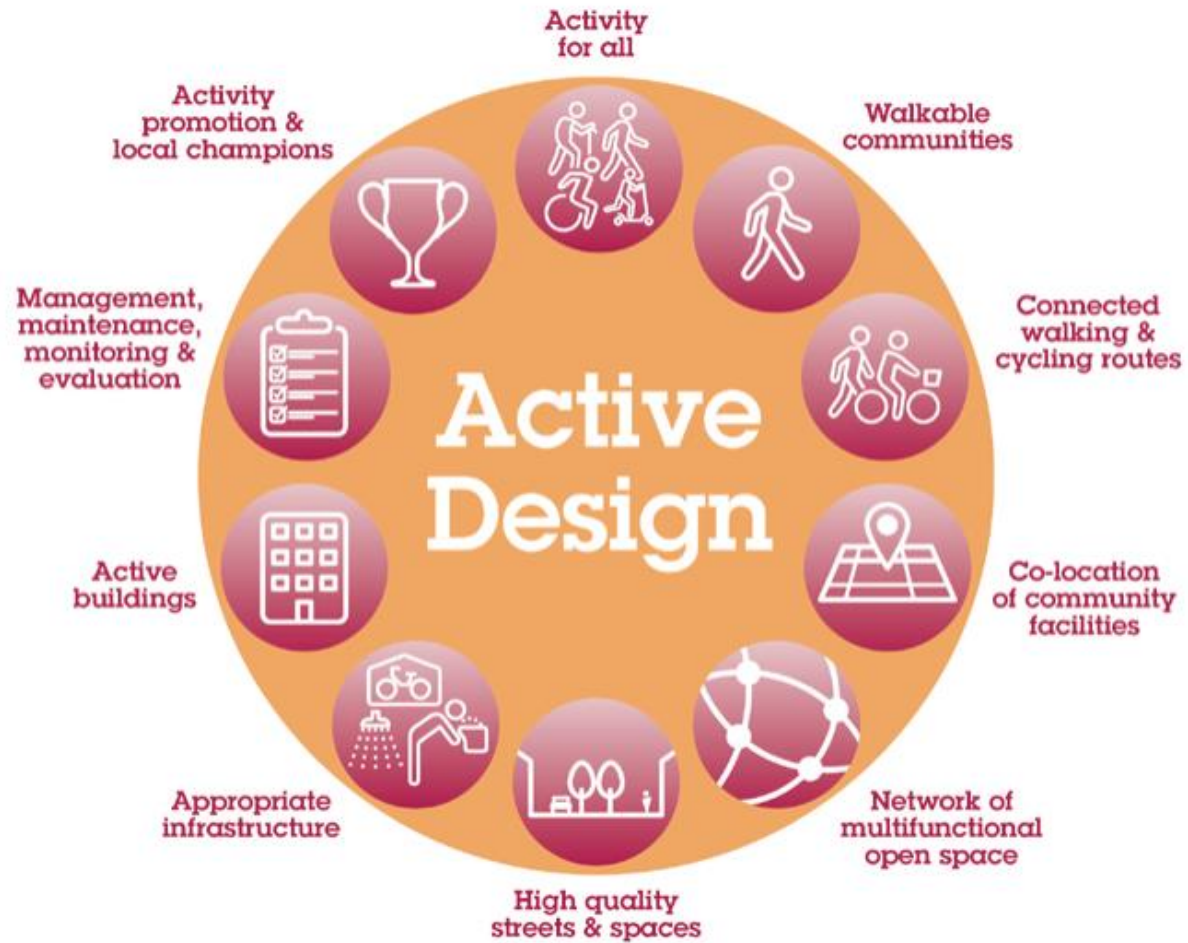 Activity
for all
Walkable
communities
Connected
walking &
cycling routes
Co-location
of community
facilities
Network of
multifunctional
open space
High quality
streets & spaces
Appropriate
infrastructure
Active
buildings
Management,
maintenance,
monitoring &
evaluation
Activity
promotion &
local champions
Active
Design